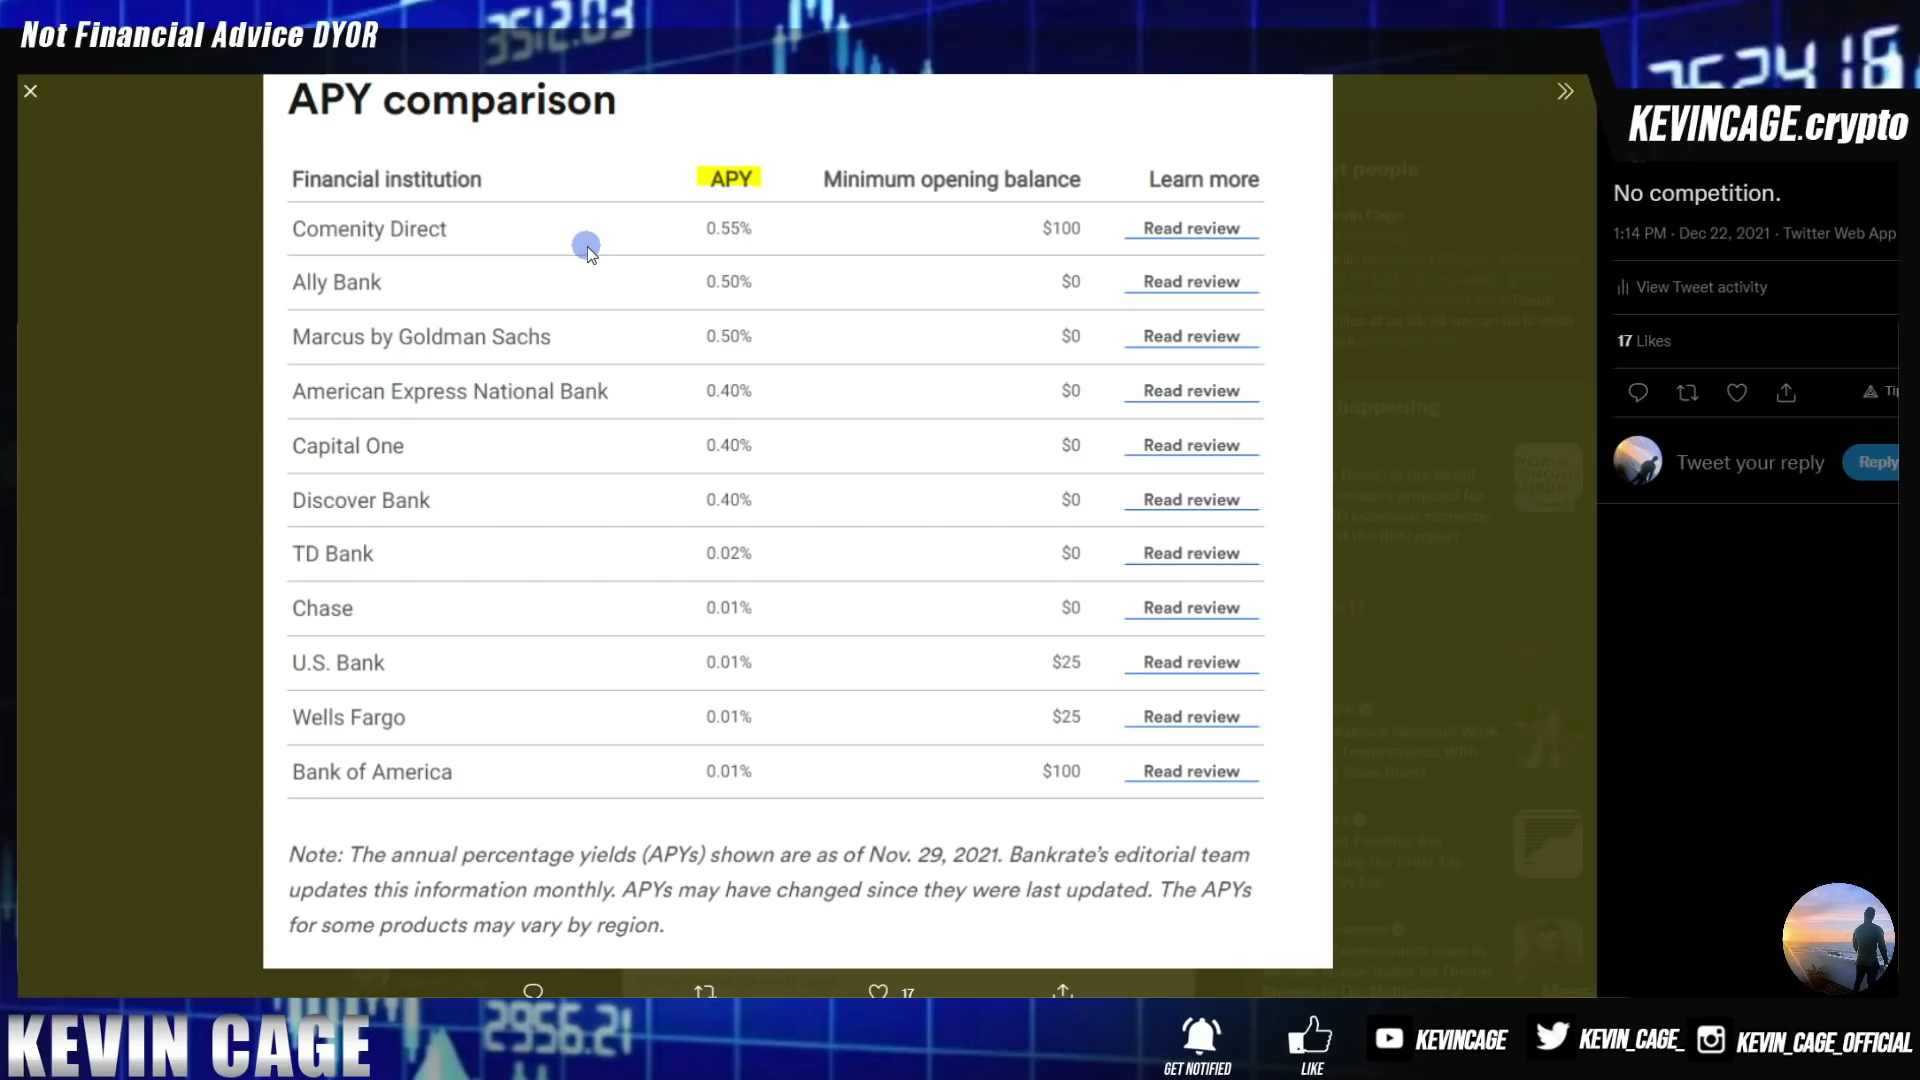 Not Financial Advice DYOR
3512.03
3524.16
KEVINCAGE.crypto
APY comparison
Financial institution APY Minimum opening balance Learn more
Comenity Direct 0.55% $100 Read review
Ally Bank 0.50% $0 Read review
Marcus by Goldman Sachs 0.50% $0 Read review
American Express National Bank 0.40% $0 Read review
Capital One 0.40% $0 Read review
Discover Bank 0.40% $0 Read review
TD Bank 0.02% $0 Read review
Chase 0.01% $0 Read review
U.S. Bank 0.01% $25 Read review
Wells Fargo 0.01% $25 Read review
Bank of America 0.01% $100 Read review
Note: The annual percentage yields (APYs) shown are as of Nov. 29, 2021. Bankrate's editorial team
updates this information monthly. APYs may have changed since they were last updated. The APYs
for some products may vary by region.
17
No competition.
1:14 PM · Dec 22, 2021 · Twitter Web App
View Tweet activity
17 Likes
Tweet your reply
Reply
KEVIN CAGE
2956.21
GET NOTIFIED
LIKE
KEVINCAGE
KEVIN_CAGE_
KEVIN_CAGE_OFFICIAL